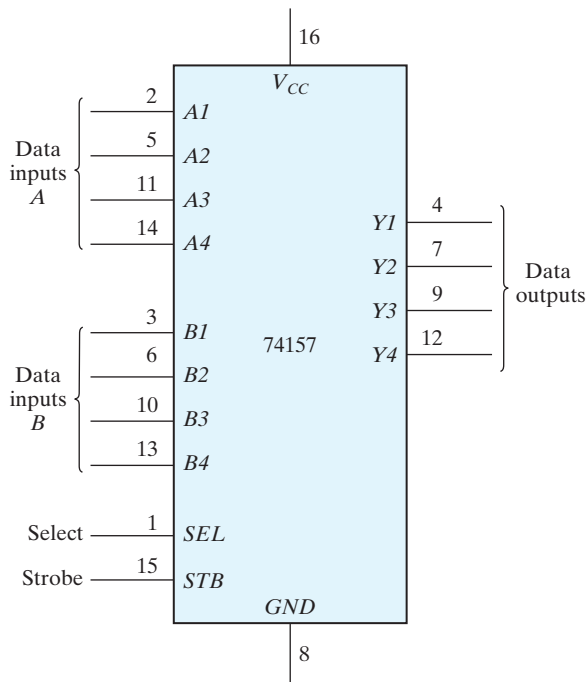 16
V_CC
Data
inputs
A
2
A1
5
A2
11
A3
14
A4
Data
inputs
B
3
B1
6
B2
10
B3
13
B4
Select
1
SEL
Strobe
15
STB
74157
Y1
4
Y2
7
Y3
9
Y4
12
Data
outputs
GND
8